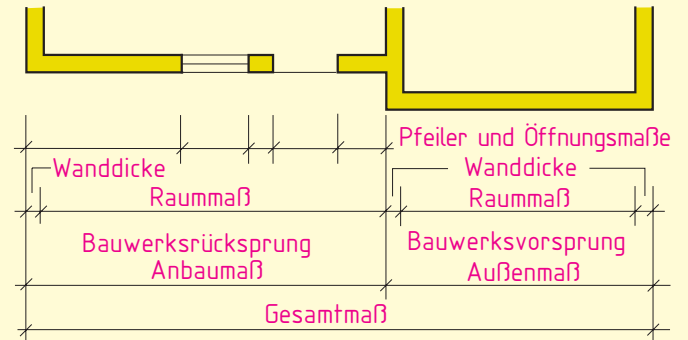 Pfeiler und Öffnungsmaße
Wanddicke
Wanddicke
Raummaß
Raummaß
Bauwerksrücksprung
Anbaumaß
Bauwerksvorsprung
Außenmaß
Gesamtmaß